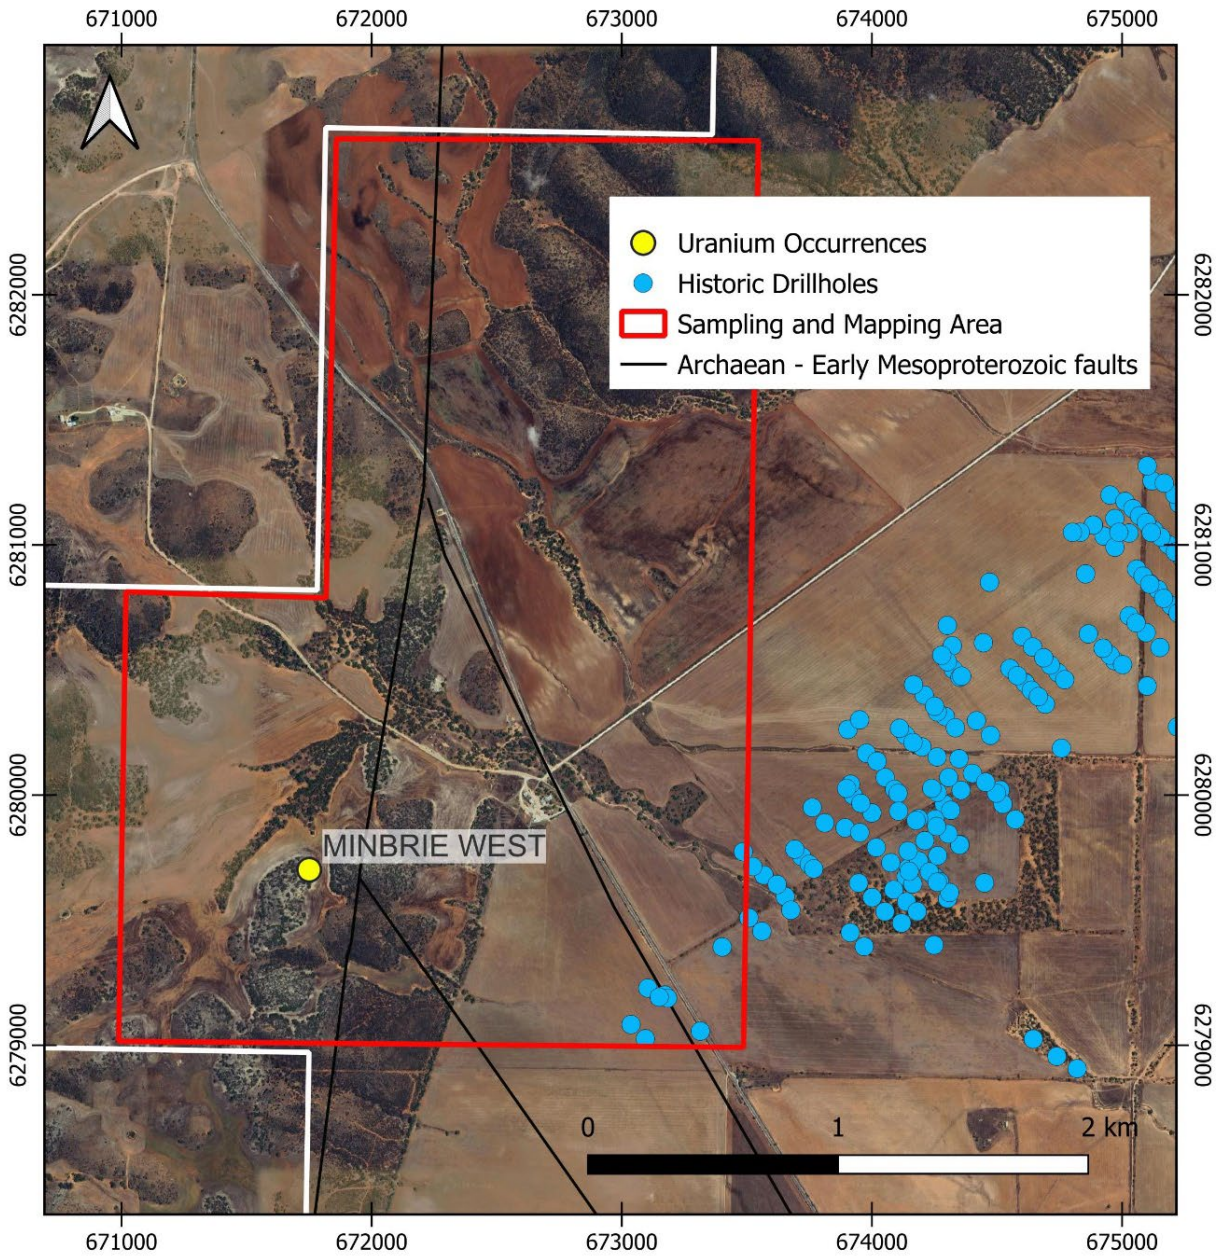 671000 672000 673000 674000 675000
Uranium Occurrences
Historic Drillholes
Sampling and Mapping Area
Archaean - Early Mesoproterozoic faults
6282000 6282000
6281000 6281000
6280000 6280000
MINBRIE WEST
6279000 6279000
0 1 2 km
671000 672000 673000 674000 675000